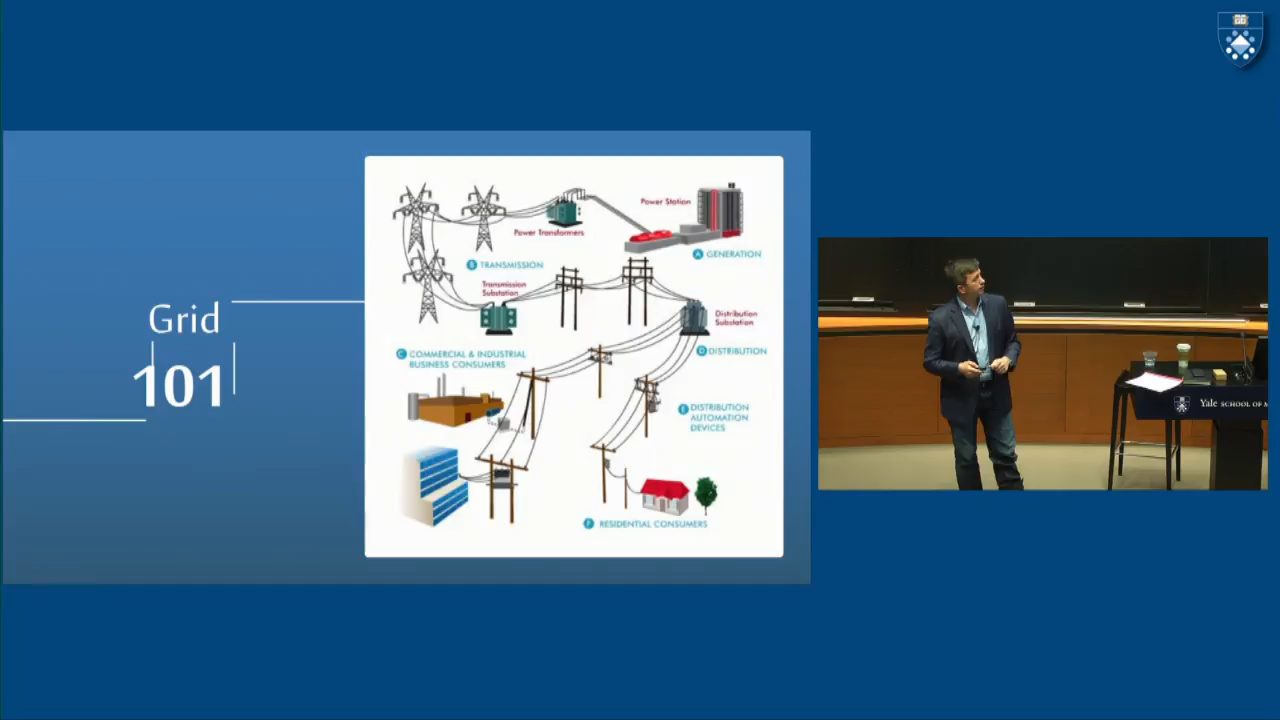 Grid
101
Power Station
Power Transformers
A GENERATION
B TRANSMISSION
Transmission
Substation
Distribution
Substation
D DISTRIBUTION
C COMMERCIAL & INDUSTRIAL
BUSINESS CONSUMERS
E DISTRIBUTION
AUTOMATION
DEVICES
F RESIDENTIAL CONSUMERS
Yale SCHOOL OF M